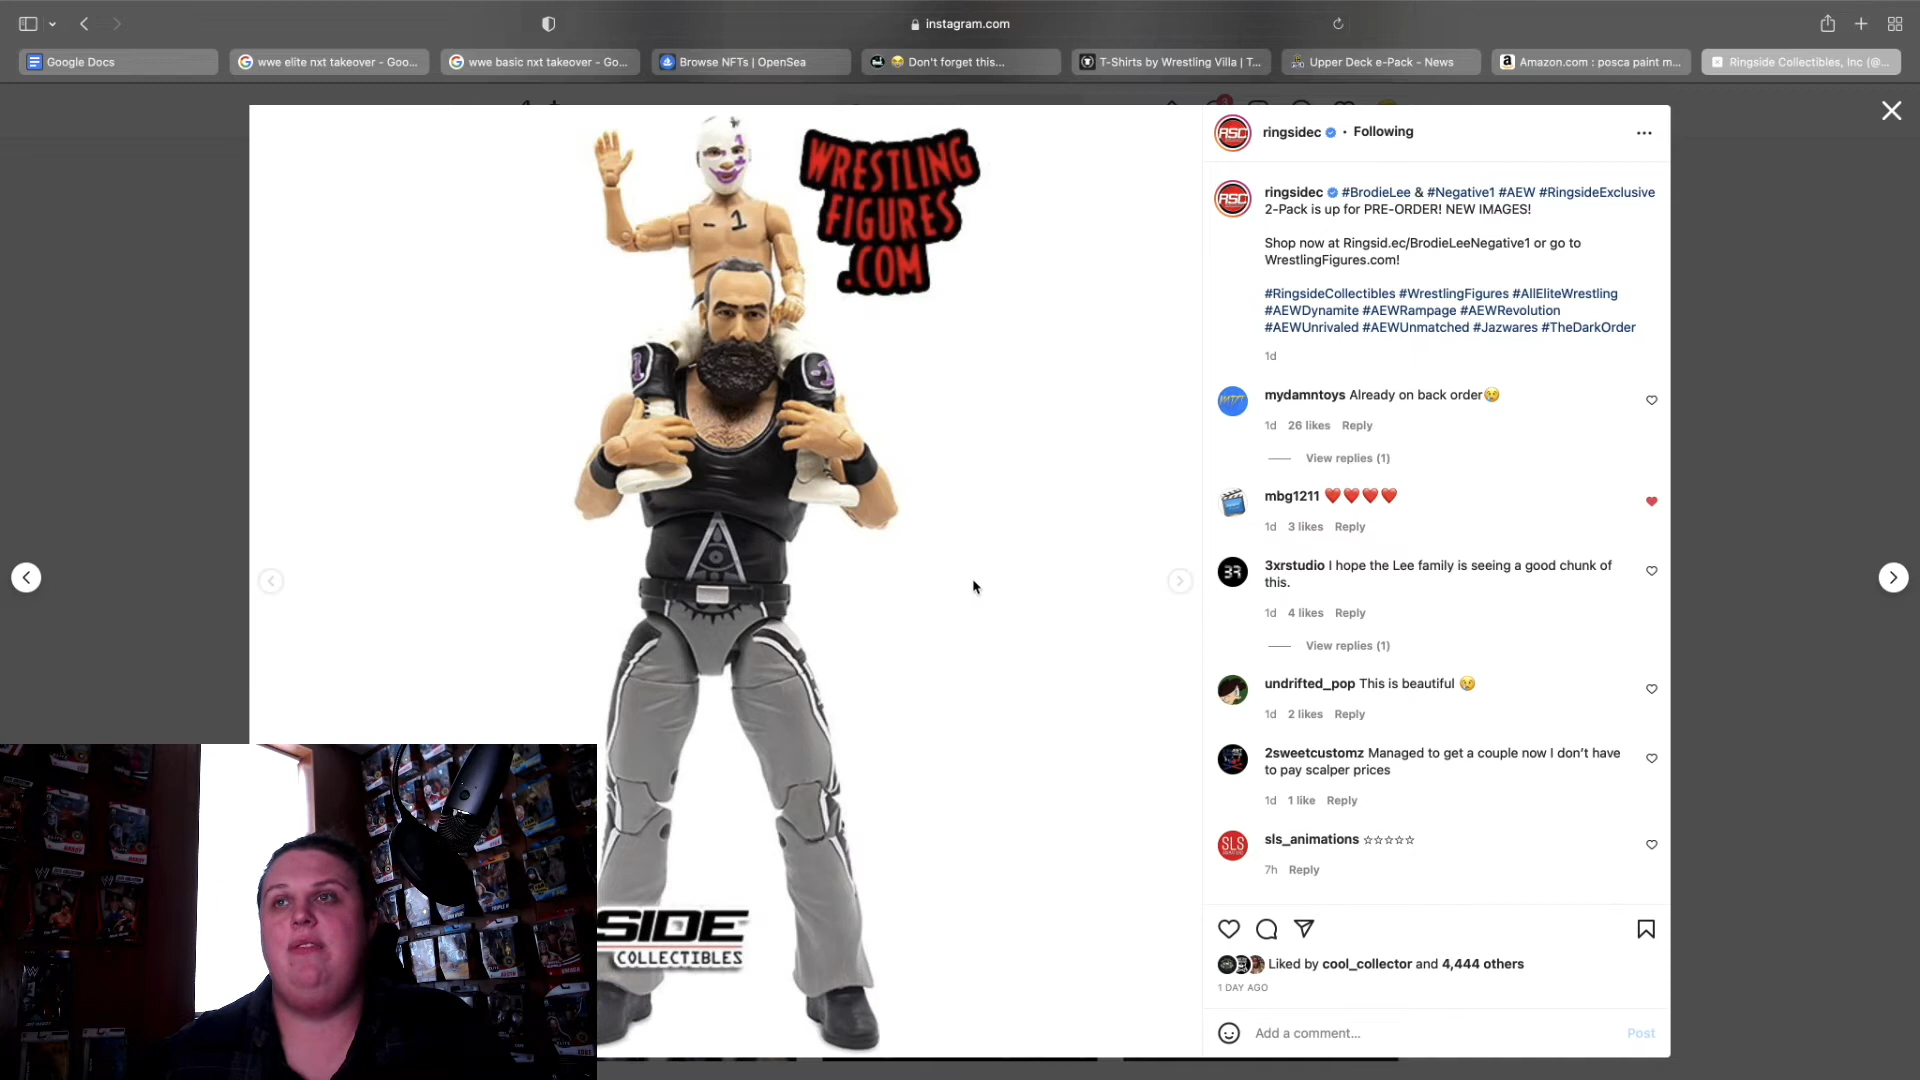 instagram.com
Google Docs
wwe elite nxt takeover - Goo...
wwe basic nxt takeover - Go...
Browse NFTs | OpenSea
😂 Don't forget this...
T-Shirts by Wrestling Villa | T...
Upper Deck e-Pack - News
Amazon.com : posca paint m...
Ringside Collectibles, Inc (@...
WRESTLING
FIGURES
.COM
- 1
1
-1
SIDE
COLLECTIBLES
RSC
ringsidec • Following
RSC
ringsidec #BrodieLee & #Negative1 #AEW #RingsideExclusive
2-Pack is up for PRE-ORDER! NEW IMAGES!
Shop now at Ringsid.ec/BrodieLeeNegative1 or go to
WrestlingFigures.com!
#RingsideCollectibles #WrestlingFigures #AllEliteWrestling
#AEWDynamite #AEWRampage #AEWRevolution
#AEWUnrivaled #AEWUnmatched #Jazwares #TheDarkOrder
1d
MDT
mydamntoys Already on back order😢
1d 26 likes Reply
View replies (1)
mbg1211 ❤️❤️❤️❤️
1d 3 likes Reply
3R
3xrstudio I hope the Lee family is seeing a good chunk of
this.
1d 4 likes Reply
View replies (1)
undrifted_pop This is beautiful 😢
1d 2 likes Reply
2sweetcustomz Managed to get a couple now I don't have
to pay scalper prices
1d 1 like Reply
SLS
sls_animations ☆☆☆☆☆
7h Reply
Liked by cool_collector and 4,444 others
1 DAY AGO
Add a comment...
Post